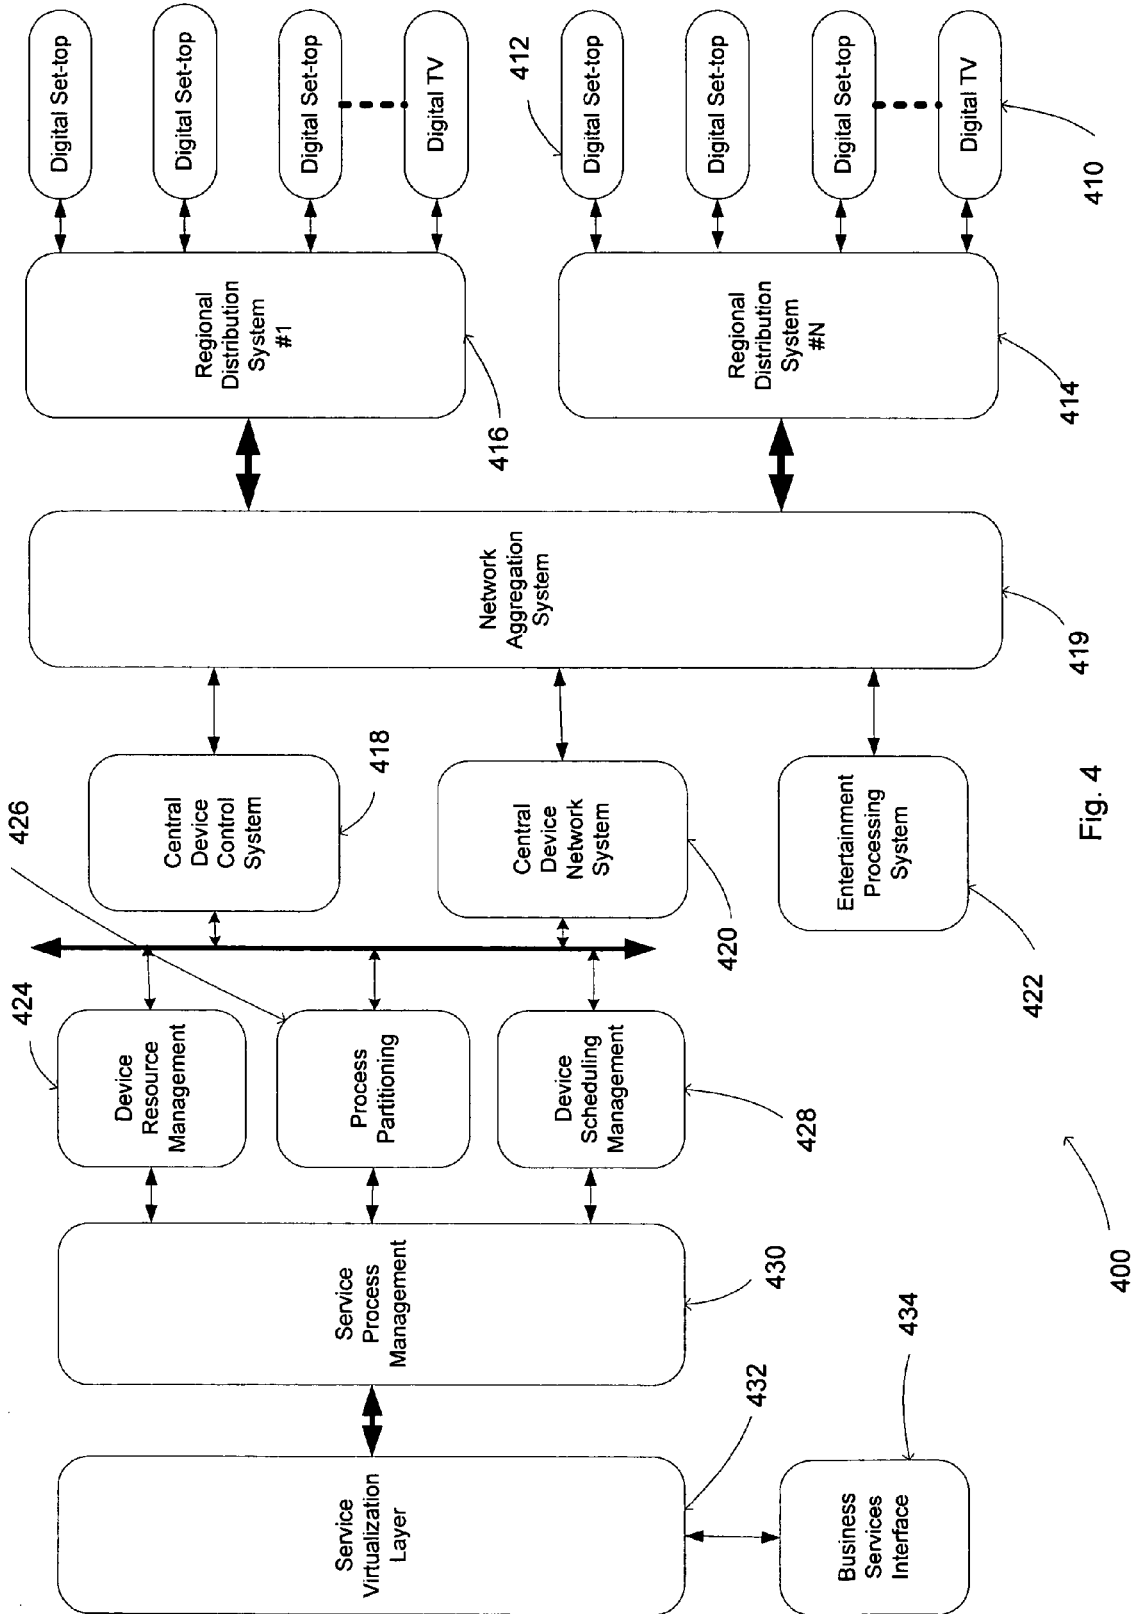 Digital Set-top
Digital Set-top
Digital Set-top
Digital TV
412
Digital Set-top
Digital Set-top
Digital Set-top
Digital TV
410
Regional
Distribution
System
#1
416
Regional
Distribution
System
#N
414
Network
Aggregation
System
419
426
Central
Device
Control
System
418
Central
Device
Network
System
420
Entertainment
Processing
System
422
Fig. 4
424
Device
Resource
Management
Process
Partitioning
Device
Scheduling
Management
428
Service
Process
Management
430
400
Service
Virtualization
Layer
432
Business
Services
Interface
434